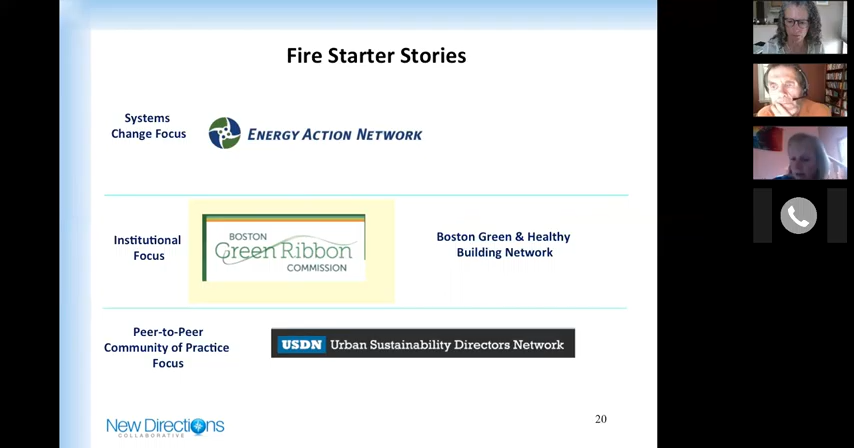 Fire Starter Stories
Systems
Change Focus
ENERGY ACTION NETWORK
Institutional
Focus
BOSTON
Green Ribbon
COMMISSION
Boston Green & Healthy
Building Network
Peer-to-Peer
Community of Practice
Focus
USDN Urban Sustainability Directors Network
New Directions
COLLABORATIVE
20